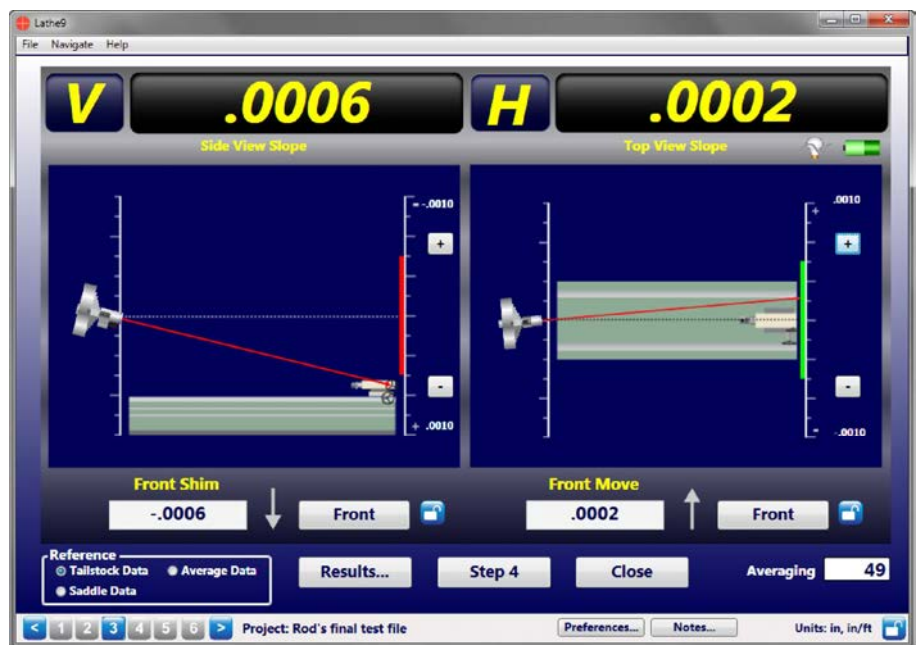 Lathe9
File Navigate Help
V .0006 H .0002
Side View Slope Top View Slope
- -.0010 .0010
+ +
+ +
- -
+ .0010 - -.0010
Front Shim Front Move
-.0006 Front .0002 Front
Reference
Tailstock Data Average Data
Saddle Data
Results... Step 4 Close Averaging 49
< 1 2 3 4 5 6 > Project: Rod's final test file Preferences... Notes... Units: in, in/ft